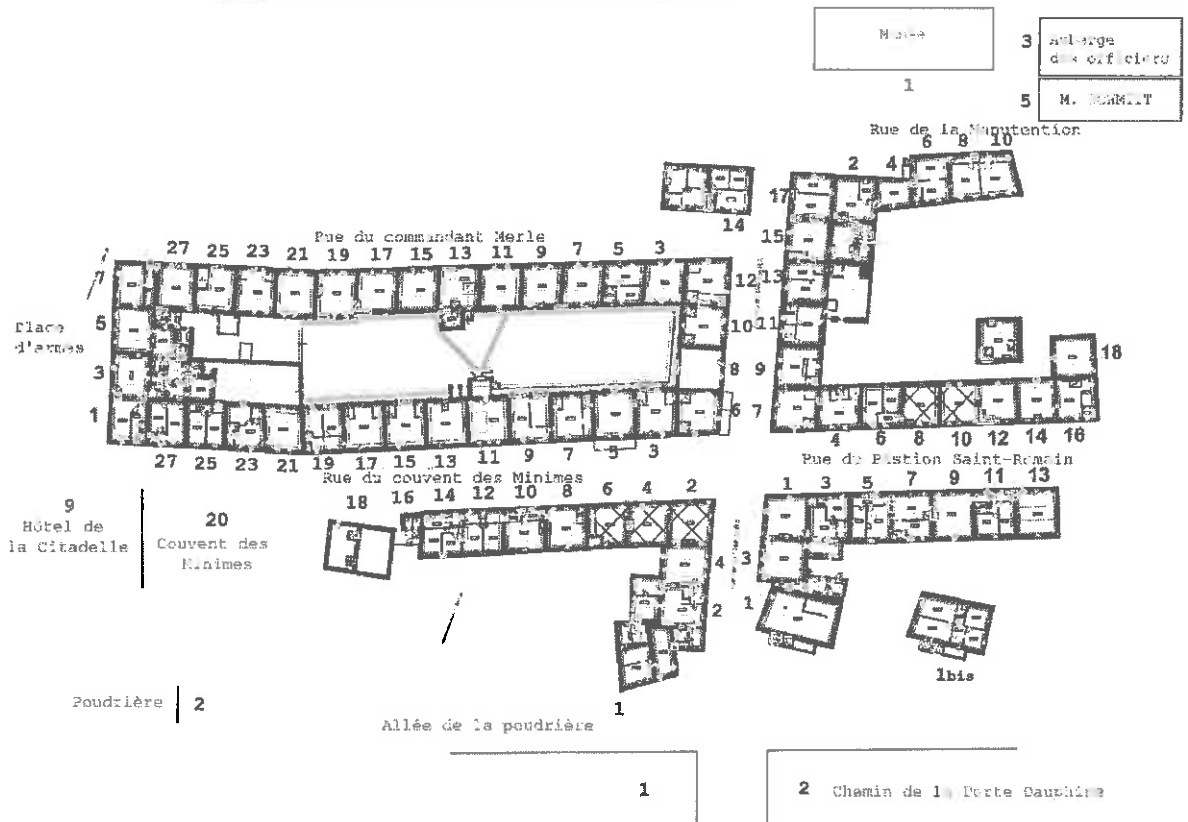 3
Auberge
des officiers
1
5
M.
Rue de la Manutention
2 4 6 8 10
14
17
15
13
11
9
7
Rue du commandant Merle
27 25 23 21 19 17 15 13 11 9 7 5 3
12
10
8
6
7
5
3
1
Place
d'armes
27 25 23 21 19 17 15 13 11 9 7 5 3
Rue du couvent des Minimes
18
4 6 8 10 12 14 16
Rue du Bastion Saint-Romain
1 3 5 7 9 11 13
9
Hôtel de
la Citadelle
20
Couvent des
Minimes
18 16 14 12 10 8 6 4 2
4
2
1
3
1
1bis
Poudrière
2
Allée de la poudrière
1
2 Chemin de la Porte Dauphine